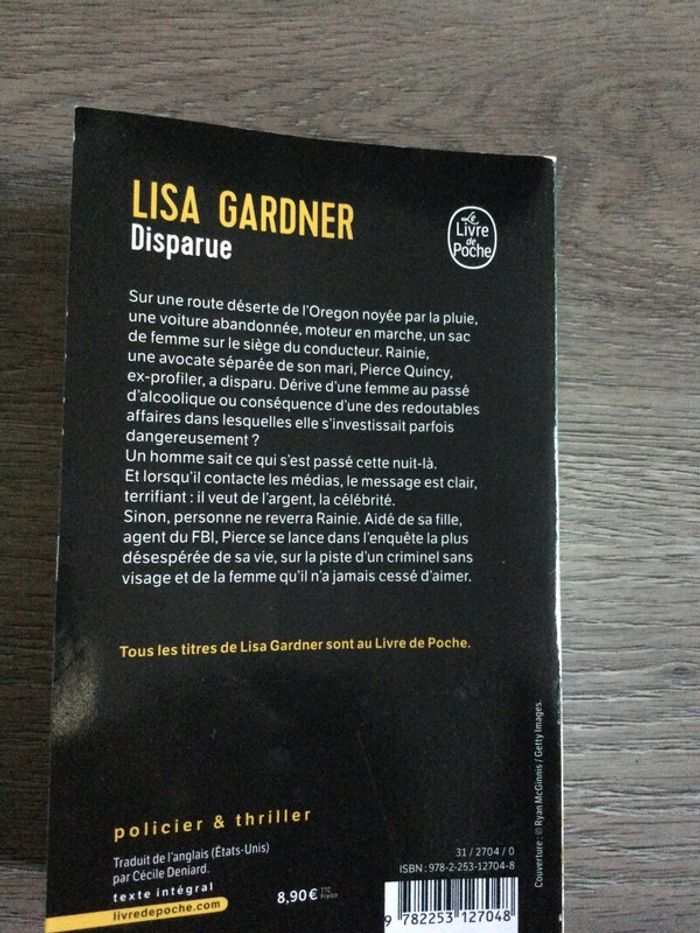 LISA GARDNER
Disparue
Le
Livre
de
Poche
Sur une route déserte de l'Oregon noyée par la pluie,
une voiture abandonnée, moteur en marche, un sac
de femme sur le siège du conducteur. Rainie,
une avocate séparée de son mari, Pierce Quincy,
ex-profiler, a disparu. Dérive d'une femme au passé
d'alcoolique ou conséquence d'une des redoutables
affaires dans lesquelles elle s'investissait parfois
dangereusement ?
Un homme sait ce qui s'est passé cette nuit-là.
Et lorsqu'il contacte les médias, le message est clair,
terrifiant : il veut de l'argent, la célébrité.
Sinon, personne ne reverra Rainie. Aidé de sa fille,
agent du FBI, Pierce se lance dans l'enquête la plus
désespérée de sa vie, sur la piste d'un criminel sans
visage et de la femme qu'il n'a jamais cessé d'aimer.
Tous les titres de Lisa Gardner sont au Livre de Poche.
Couverture : © Ryan McGinnis / Getty Images.
policier & thriller
Traduit de l'anglais (États-Unis)
par Cécile Deniard.
texte intégral
livredepoche.com
8,90 € TTC
France
31 / 2704 / 0
ISBN : 978-2-253-12704-8
9 782253 127048